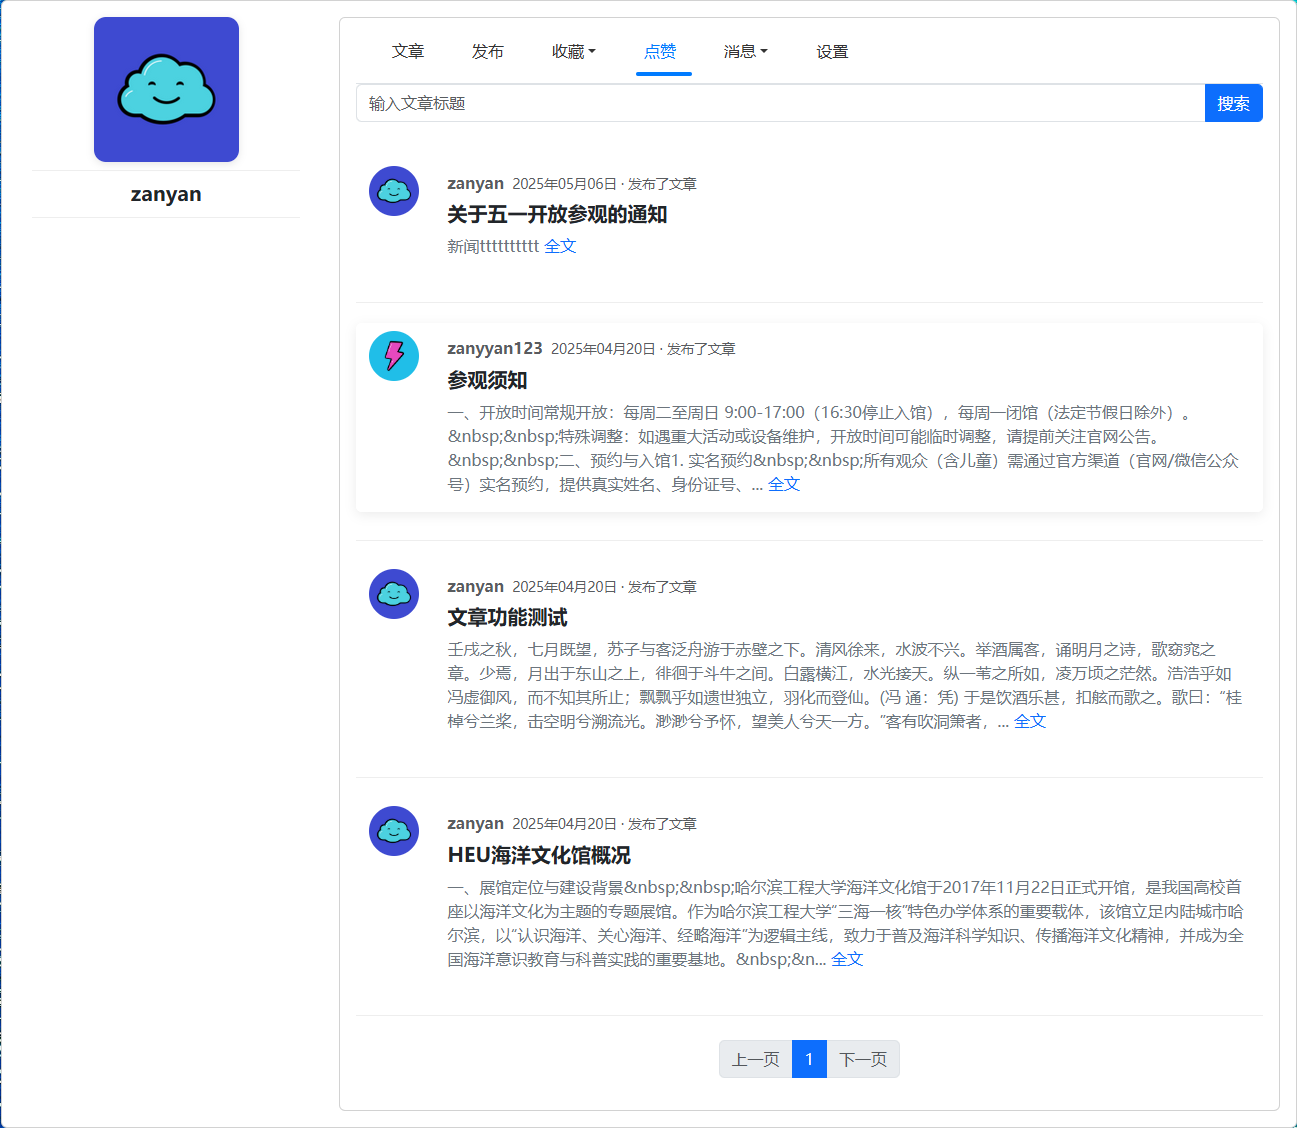 zanyan
文章 发布 收藏 点赞 消息 设置
输入文章标题 搜索
zanyan 2025年05月06日 · 发布了文章
关于五一开放参观的通知
新闻tttttttttt 全文
zanyyan123 2025年04月20日 · 发布了文章
参观须知
一、开放时间常规开放：每周二至周日 9:00-17:00（16:30停止入馆），每周一闭馆（法定节假日除外）。
&nbsp;&nbsp;特殊调整：如遇重大活动或设备维护，开放时间可能临时调整，请提前关注官网公告。
&nbsp;&nbsp;二、预约与入馆1. 实名预约&nbsp;&nbsp;所有观众（含儿童）需通过官方渠道（官网/微信公众
号）实名预约，提供真实姓名、身份证号、... 全文
zanyan 2025年04月20日 · 发布了文章
文章功能测试
壬戌之秋，七月既望，苏子与客泛舟游于赤壁之下。清风徐来，水波不兴。举酒属客，诵明月之诗，歌窈窕之
章。少焉，月出于东山之上，徘徊于斗牛之间。白露横江，水光接天。纵一苇之所如，凌万顷之茫然。浩浩乎如
冯虚御风，而不知其所止；飘飘乎如遗世独立，羽化而登仙。(冯 通：凭) 于是饮酒乐甚，扣舷而歌之。歌曰：“桂
棹兮兰桨，击空明兮溯流光。渺渺兮予怀，望美人兮天一方。”客有吹洞箫者，... 全文
zanyan 2025年04月20日 · 发布了文章
HEU海洋文化馆概况
一、展馆定位与建设背景&nbsp;&nbsp;哈尔滨工程大学海洋文化馆于2017年11月22日正式开馆，是我国高校首
座以海洋文化为主题的专题展馆。作为哈尔滨工程大学“三海一核”特色办学体系的重要载体，该馆立足内陆城市哈
尔滨，以“认识海洋、关心海洋、经略海洋”为逻辑主线，致力于普及海洋科学知识、传播海洋文化精神，并成为全
国海洋意识教育与科普实践的重要基地。&nbsp;&n... 全文
上一页 1 下一页